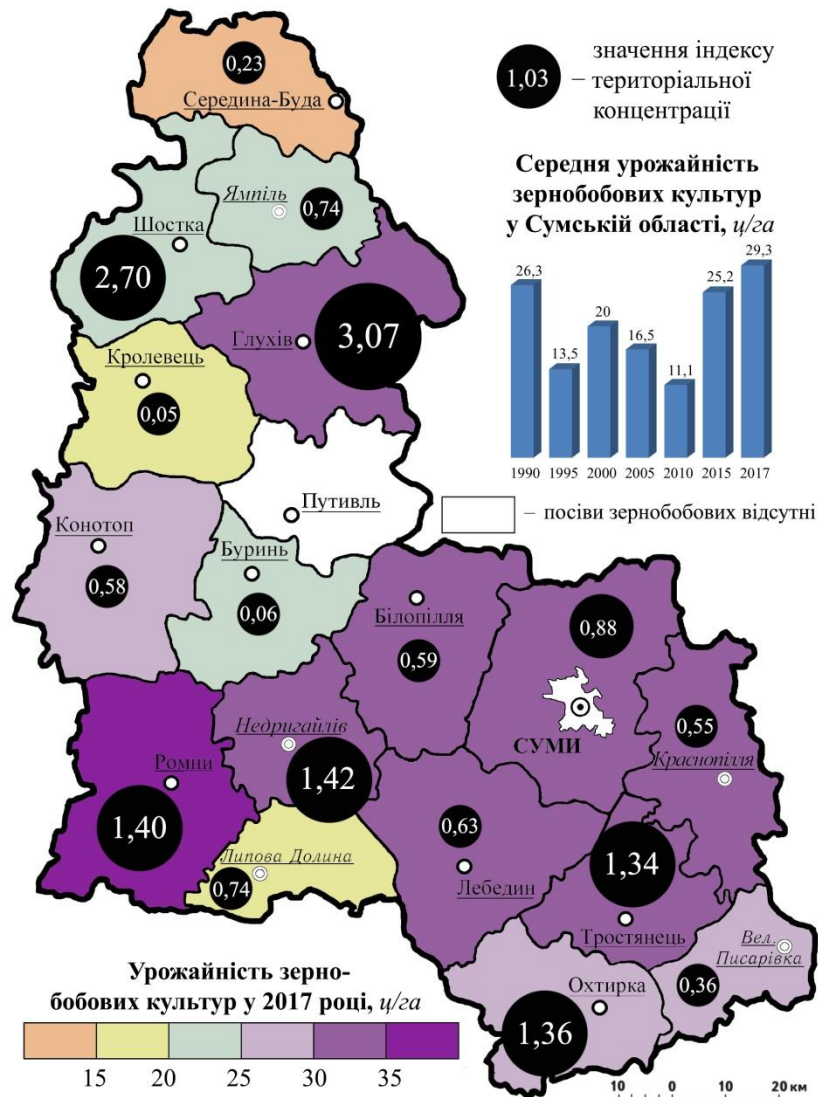 1,03
значення індексу
– територіальної
концентрації
0,23
Середина-Буда
Ямпіль
0,74
Шостка
2,70
Глухів
3,07
Кролевець
0,05
Путивль
Конотоп
0,58
Буринь
0,06
Білопілля
0,59
0,88
СУМИ
0,55
Краснопілля
Недригайлів
1,42
Ромни
1,40
Липова Долина
0,74
0,63
Лебедин
1,34
Тростянець
Вел.
Писарівка
0,36
Охтирка
1,36
Середня урожайність
зернобобових культур
у Сумській області, ц/га
26,3
13,5
20
16,5
11,1
25,2
29,3
1990 1995 2000 2005 2010 2015 2017
– посіви зернобобових відсутні
Урожайність зерно-
бобових культур у 2017 році, ц/га
15 20 25 30 35
10 0 10 20 км